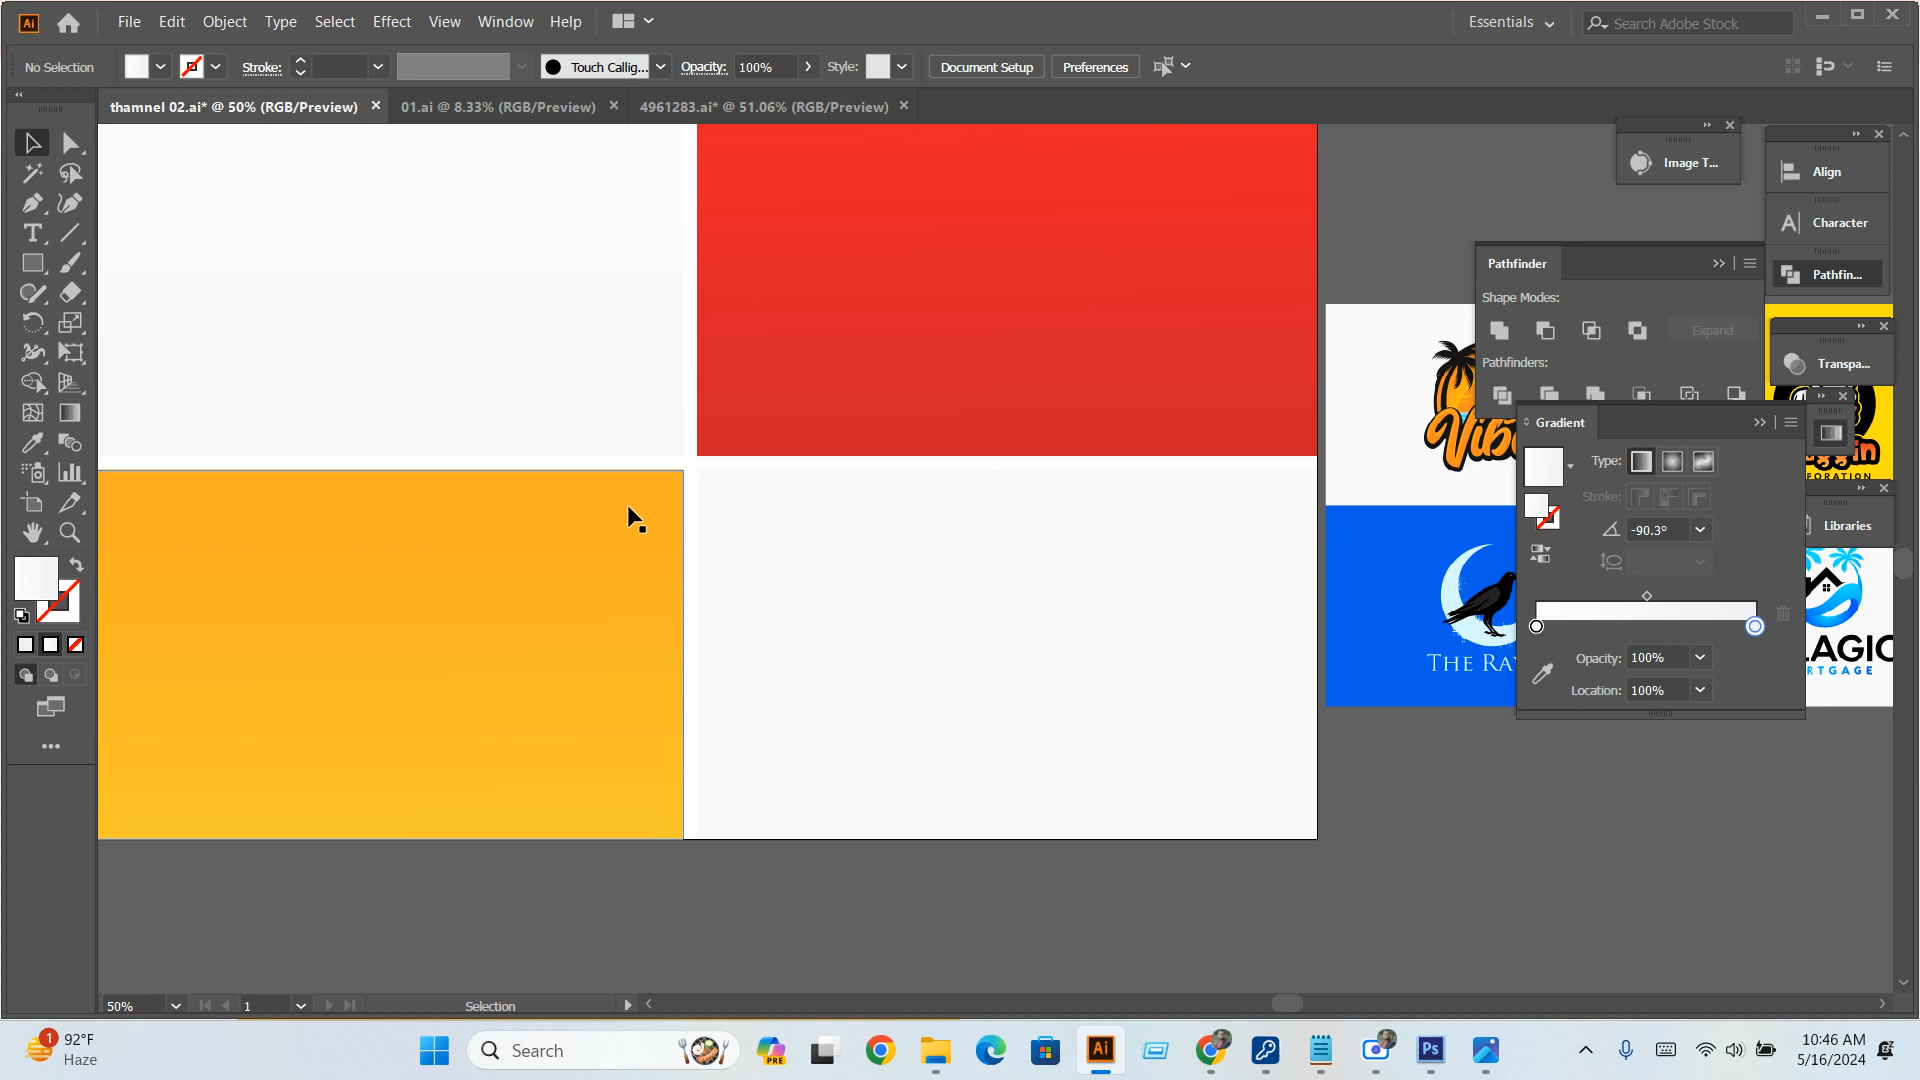 File Edit Object Type Select Effect View Window Help
Essentials
Search Adobe Stock
No Selection
Stroke:
Touch Callig...
Opacity: 100%
Style:
Document Setup
Preferences
thamnel 02.ai* @ 50% (RGB/Preview)
01.ai @ 8.33% (RGB/Preview)
4961283.ai* @ 51.06% (RGB/Preview)
Image T...
Align
Character
Pathfin...
Pathfinder
Shape Modes:
Expand
Pathfinders:
Transpa...
Gradient
Type:
Stroke:
-90.3°
Opacity: 100%
Location: 100%
Libraries
THE RA
50%
1
Selection
92°F
Haze
1
Search
PRE
Ai
Ps
10:46 AM
5/16/2024